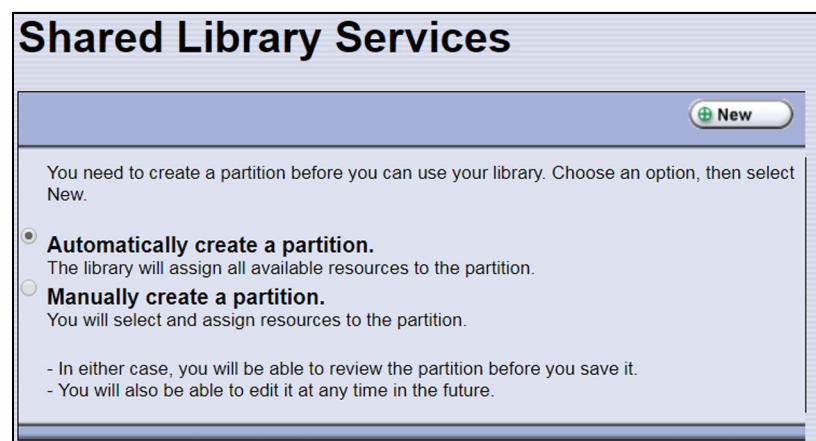 Shared Library Services
New
You need to create a partition before you can use your library. Choose an option, then select
New.
Automatically create a partition.
The library will assign all available resources to the partition.
Manually create a partition.
You will select and assign resources to the partition.
- In either case, you will be able to review the partition before you save it.
- You will also be able to edit it at any time in the future.